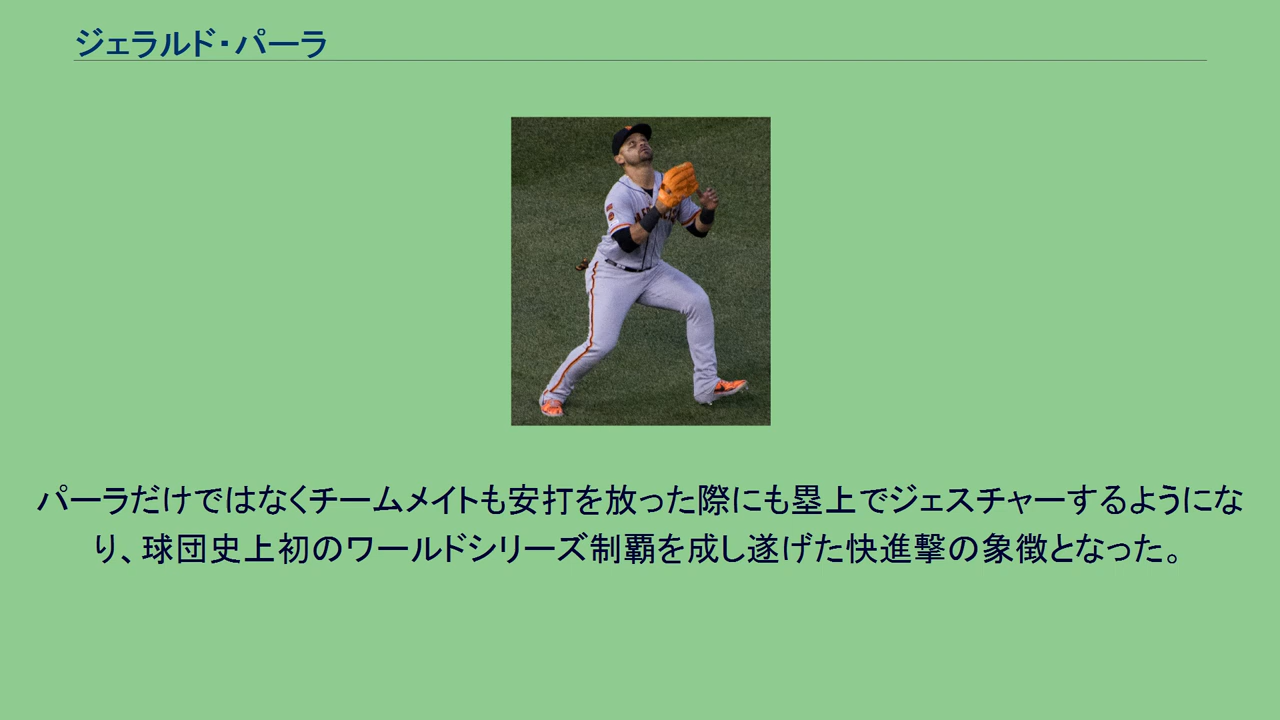 ジェラルド・パーラ
パーラだけではなくチームメイトも安打を放った際にも塁上でジェスチャーするようにな
り、球団史上初のワールドシリーズ制覇を成し遂げた快進撃の象徴となった。